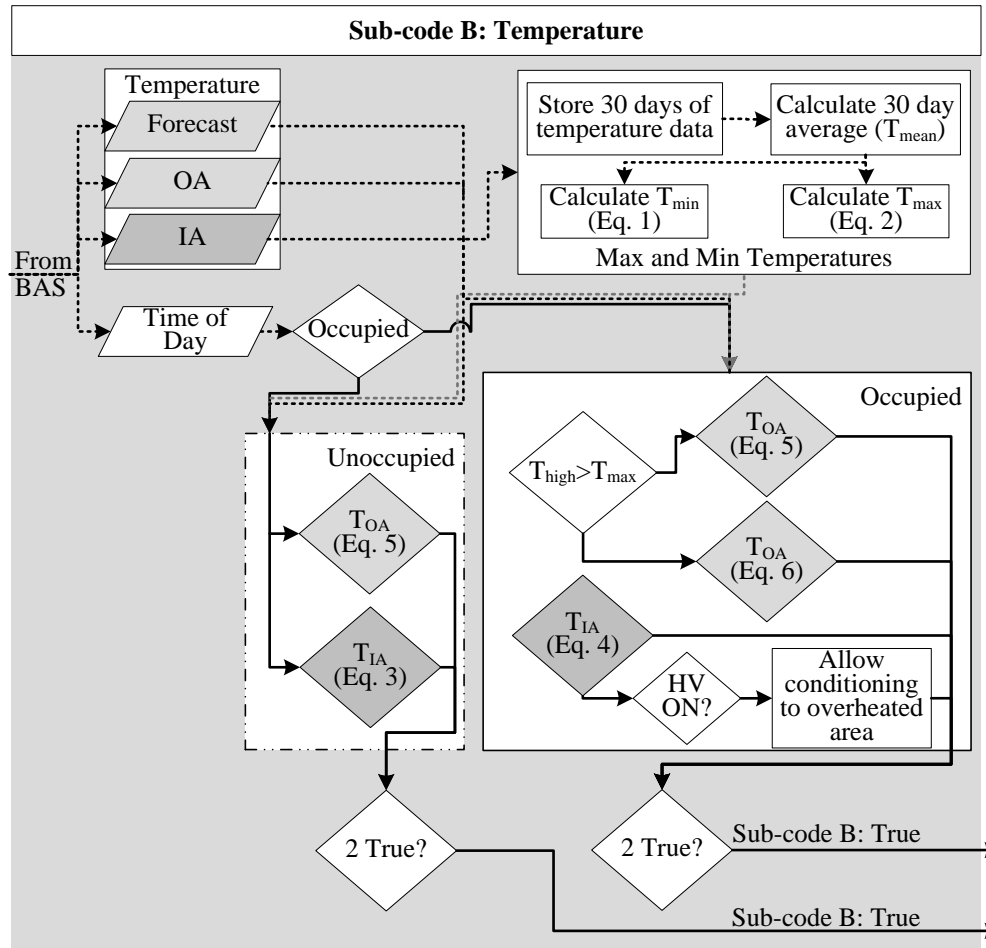 Sub-code B: Temperature
Temperature
Forecast
OA
IA
From
BAS
Time of
Day
Occupied
Store 30 days of
temperature data
Calculate 30 day
average (Tmean)
Calculate Tmin
(Eq. 1)
Calculate Tmax
(Eq. 2)
Max and Min Temperatures
Unoccupied
TOA
(Eq. 5)
TIA
(Eq. 3)
Occupied
Thigh>Tmax
TOA
(Eq. 5)
TOA
(Eq. 6)
TIA
(Eq. 4)
HV
ON?
Allow
conditioning
to overheated
area
2 True?
2 True?
Sub-code B: True
Sub-code B: True